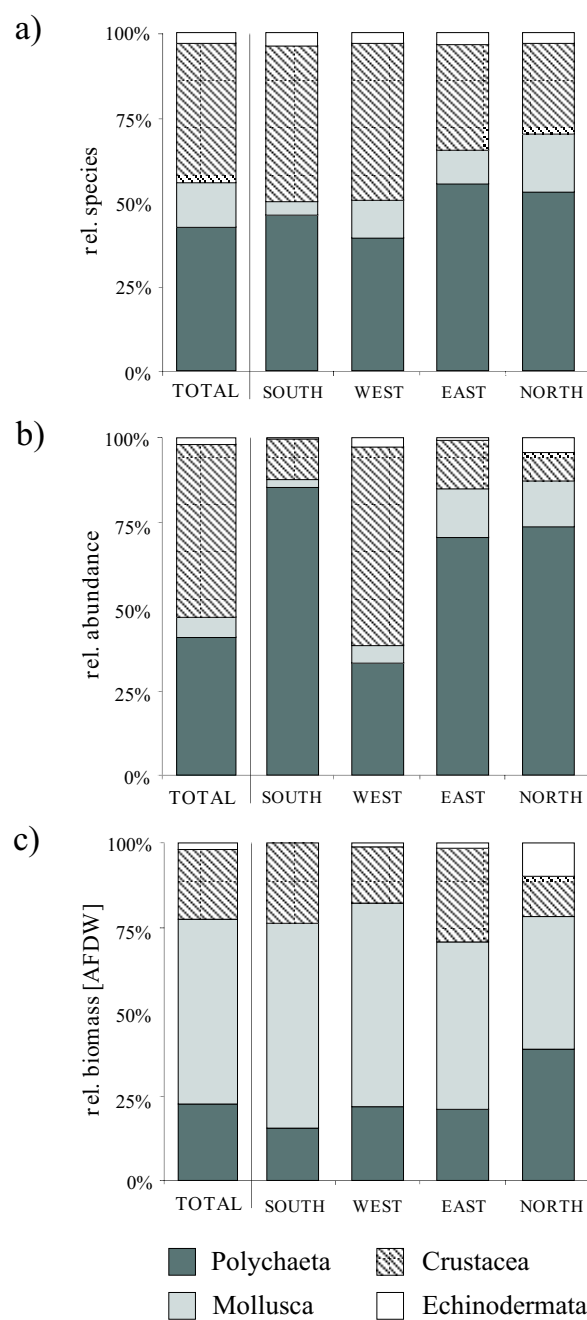 a)
100%
75%
50%
25%
0%
rel. species
TOTAL SOUTH WEST EAST NORTH
b)
100%
75%
50%
25%
0%
rel. abundance
TOTAL SOUTH WEST EAST NORTH
c)
100%
75%
50%
25%
0%
rel. biomass [AFDW]
TOTAL SOUTH WEST EAST NORTH
Polychaeta Crustacea
Mollusca Echinodermata